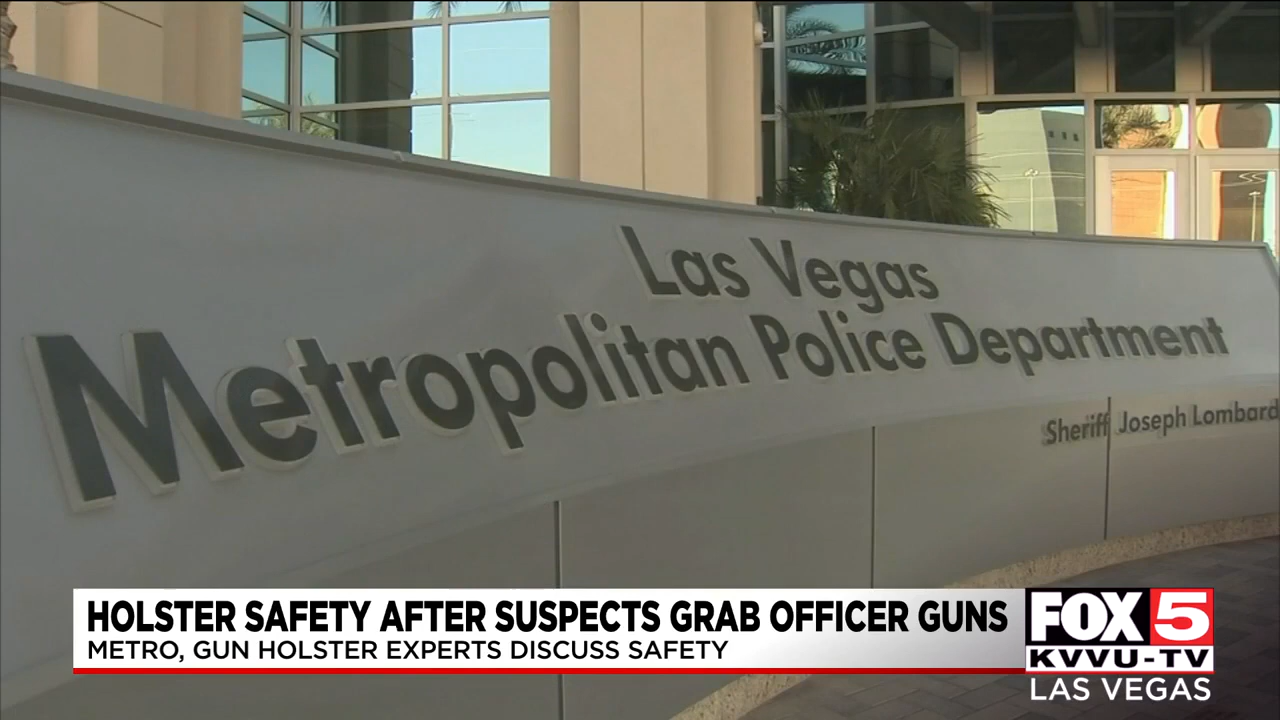 Las Vegas
Metropolitan Police Department
Sheriff Joseph Lombard
HOLSTER SAFETY AFTER SUSPECTS GRAB OFFICER GUNS
METRO, GUN HOLSTER EXPERTS DISCUSS SAFETY
FOX 5
KVVU-TV
LAS VEGAS